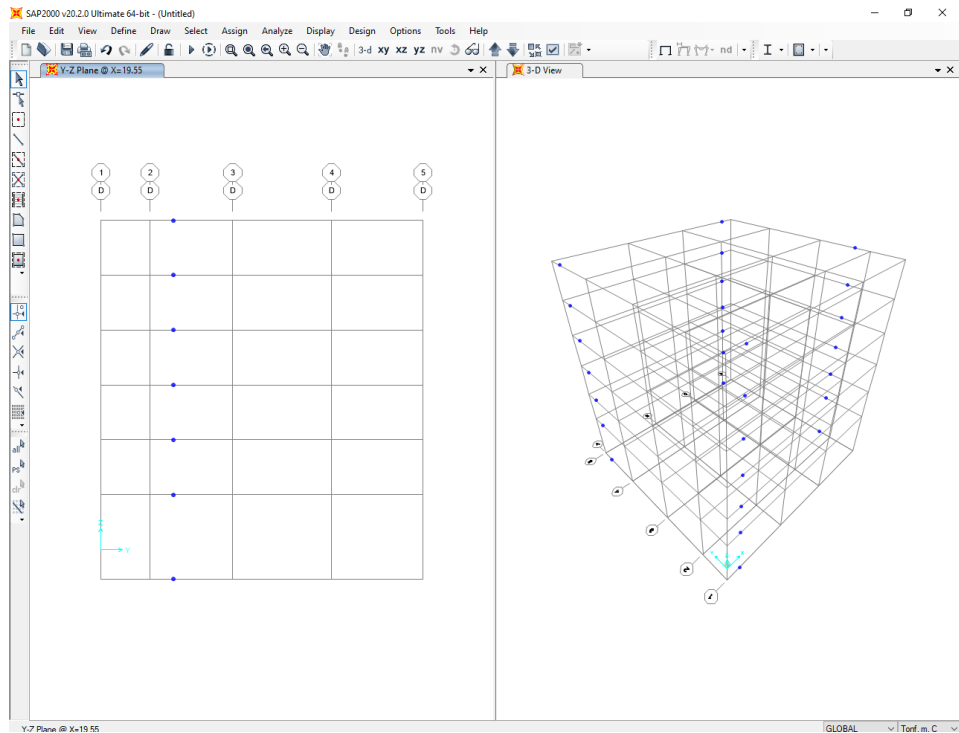 SAP2000 v20.2.0 Ultimate 64-bit - (Untitled)
File Edit View Define Draw Select Assign Analyze Display Design Options Tools Help
3-d xy xz yz nv nd
Y-Z Plane @ X=19.55
3-D View
1 2 3 4 5
D D D D D
Z
Y
all
PS
clr
Y-Z Plane @ X=19.55 GLOBAL Tonf, m, C